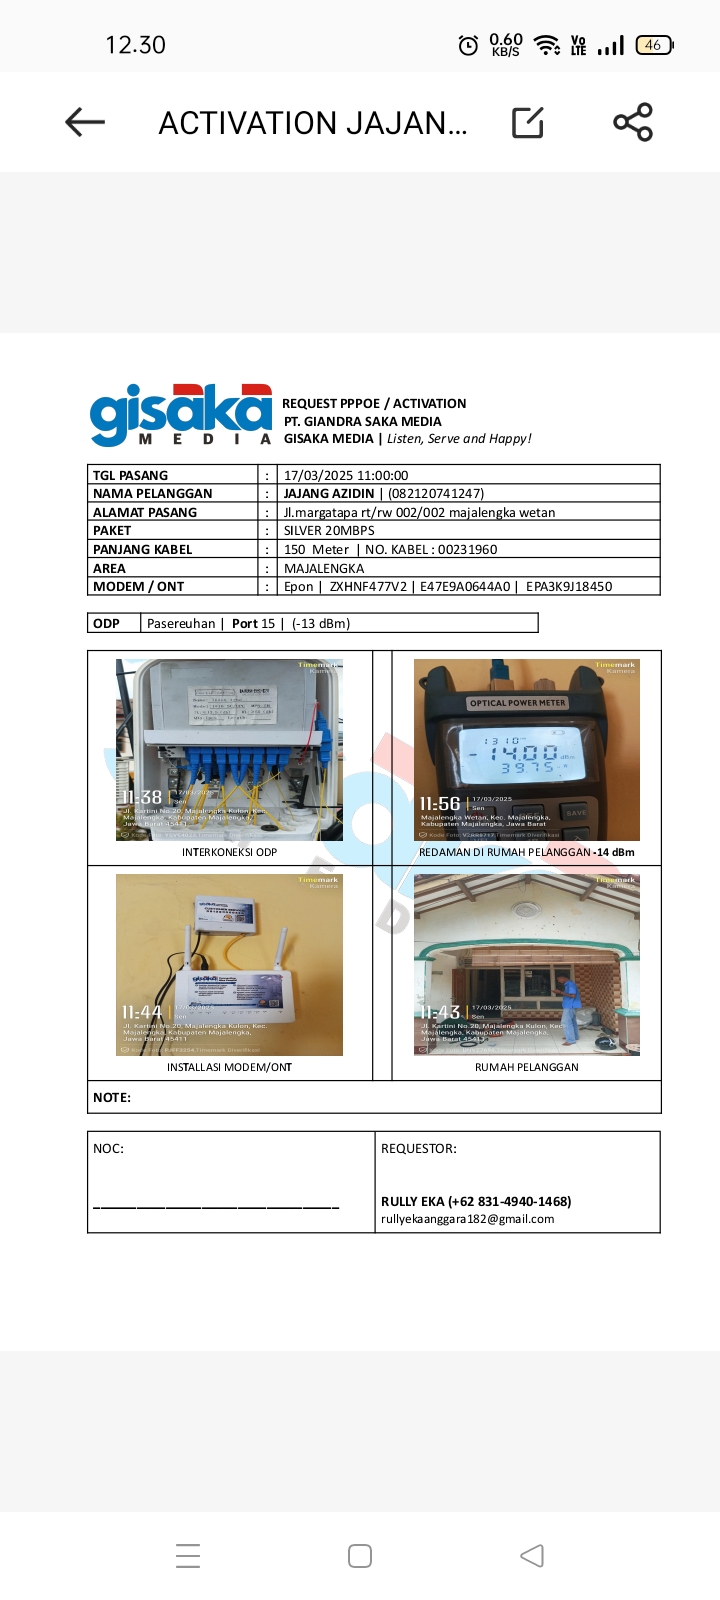 12.30
0.60 KB/S
Vo LTE
46
ACTIVATION JAJAN...
gisaka
MEDIA
REQUEST PPPOE / ACTIVATION
PT. GIANDRA SAKA MEDIA
GISAKA MEDIA | Listen, Serve and Happy!
TGL PASANG : 17/03/2025 11:00:00
NAMA PELANGGAN : JAJANG AZIDIN | (082120741247)
ALAMAT PASANG : Jl.margatapa rt/rw 002/002 majalengka wetan
PAKET : SILVER 20MBPS
PANJANG KABEL : 150 Meter | NO. KABEL : 00231960
AREA : MAJALENGKA
MODEM / ONT : Epon | ZXHNF477V2 | E47E9A0644A0 | EPA3K9J18450
ODP Pasereuhan | Port 15 | (-13 dBm)
Timemark
Kamera
11:38
17/03/2025
Sen
Jl. Kartini No.20, Majalengka Kulon, Kec.
Majalengka, Kabupaten Majalengka,
Jawa Barat 45411
INTERKONEKSI ODP
Timemark
Kamera
OPTICAL POWER METER
1310
-14.00 dBm
39.75
SAVE
11:56
17/03/2025
Sen
Majalengka Wetan, Kec. Majalengka,
Kabupaten Majalengka, Jawa Barat
REDAMAN DI RUMAH PELANGGAN -14 dBm
Timemark
Kamera
gisaka
11:44
17/03/2025
Sen
Jl. Kartini No.20, Majalengka Kulon, Kec.
Majalengka, Kabupaten Majalengka,
Jawa Barat 45411
INSTALLASI MODEM/ONT
Timemark
Kamera
11:43
17/03/2025
Sen
Jl. Kartini No.20, Majalengka Kulon, Kec.
Majalengka, Kabupaten Majalengka,
Jawa Barat 45411
RUMAH PELANGGAN
NOTE:
NOC:
REQUESTOR:
RULLY EKA (+62 831-4940-1468)
rullyekaanggara182@gmail.com